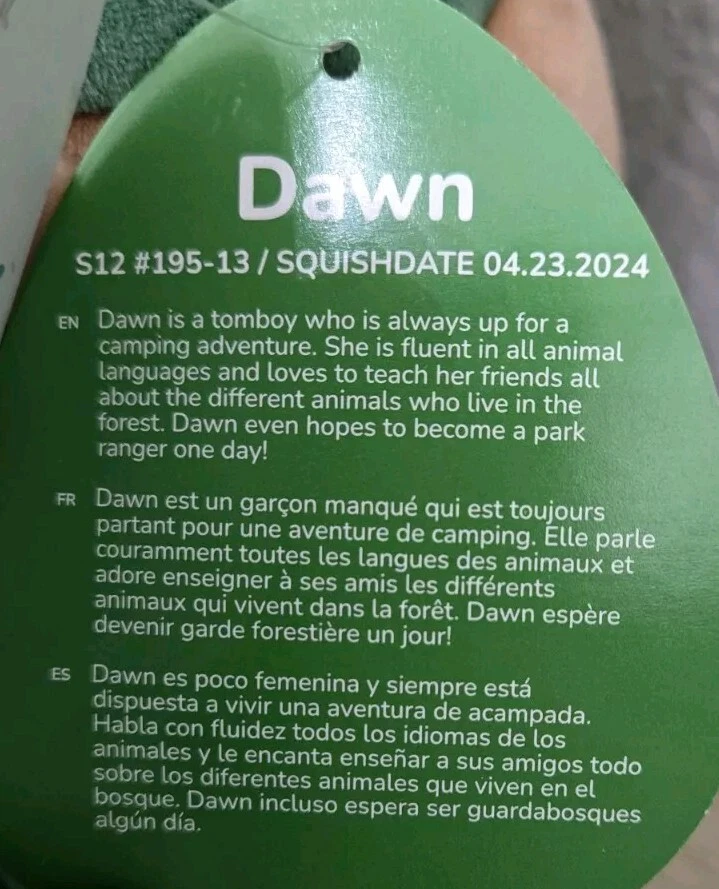 Dawn
S12 #195-13 / SQUISHDATE 04.23.2024
EN Dawn is a tomboy who is always up for a
camping adventure. She is fluent in all animal
languages and loves to teach her friends all
about the different animals who live in the
forest. Dawn even hopes to become a park
ranger one day!
FR Dawn est un garçon manqué qui est toujours
partant pour une aventure de camping. Elle parle
couramment toutes les langues des animaux et
adore enseigner à ses amis les différents
animaux qui vivent dans la forêt. Dawn espère
devenir garde forestière un jour!
ES Dawn es poco femenina y siempre está
dispuesta a vivir una aventura de acampada.
Habla con fluidez todos los idiomas de los
animales y le encanta enseñar a sus amigos todo
sobre los diferentes animales que viven en el
bosque. Dawn incluso espera ser guardabosques
algún día.